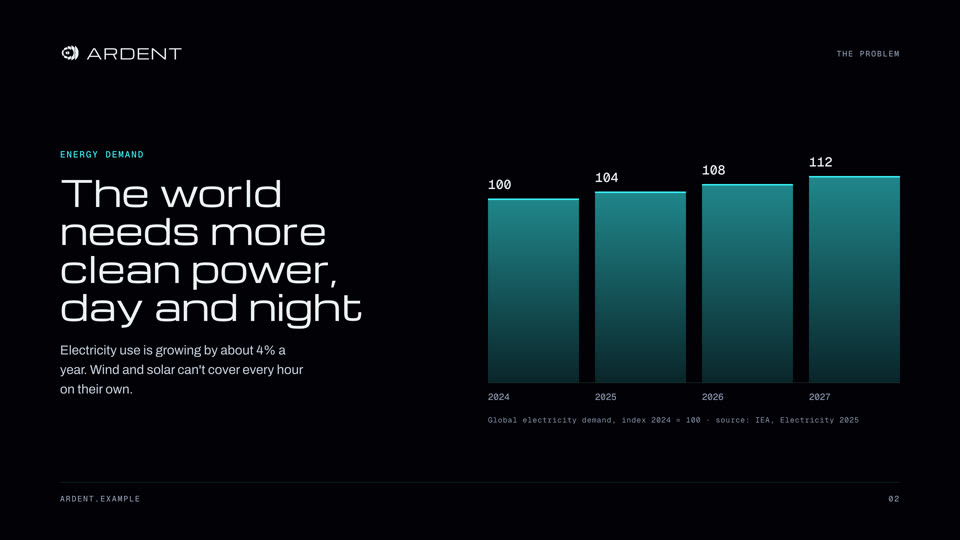 ARDENT
THE PROBLEM
ENERGY DEMAND
The world
needs more
clean power,
day and night
Electricity use is growing by about 4% a
year. Wind and solar can't cover every hour
on their own.
100
104
108
112
2024
2025
2026
2027
Global electricity demand, index 2024 = 100 · source: IEA, Electricity 2025
ARDENT.EXAMPLE
02